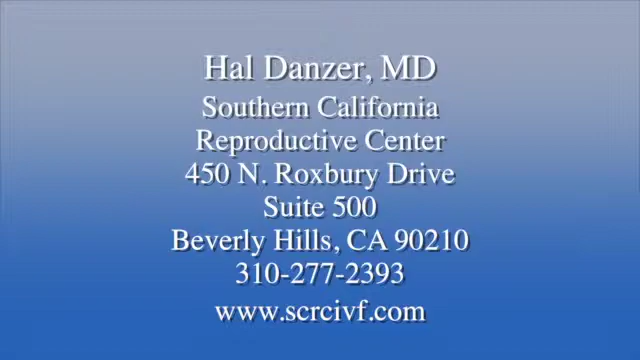 Hal Danzer, MD
Southern California
Reproductive Center
450 N. Roxbury Drive
Suite 500
Beverly Hills, CA 90210
310-277-2393
www.scrcivf.com